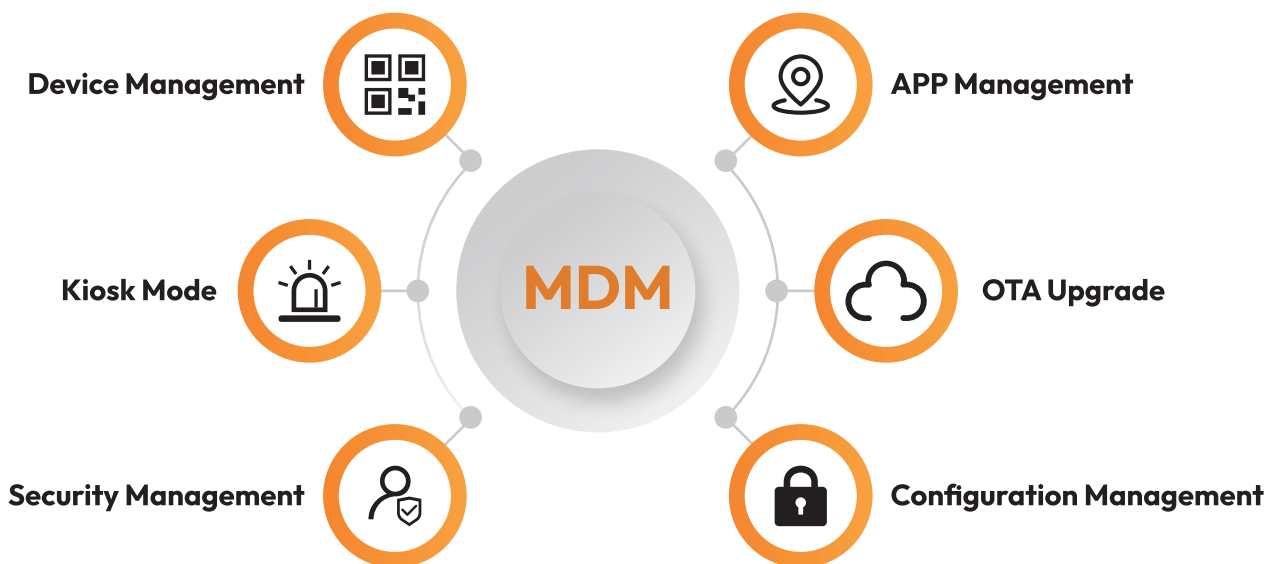 Device Management
APP Management
Kiosk Mode
MDM
OTA Upgrade
Security Management
Configuration Management